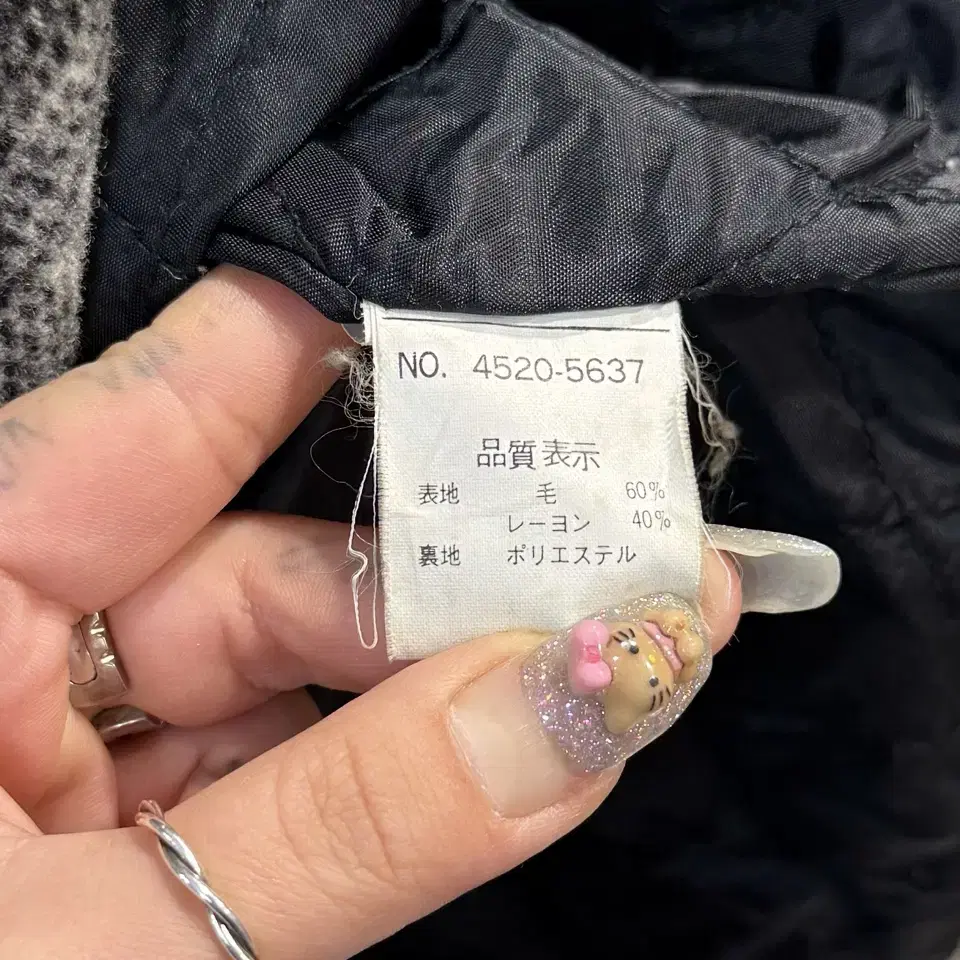 NO. 4520-5637
品質表示
表地 毛 60%
レーヨン 40%
裏地 ポリエステル